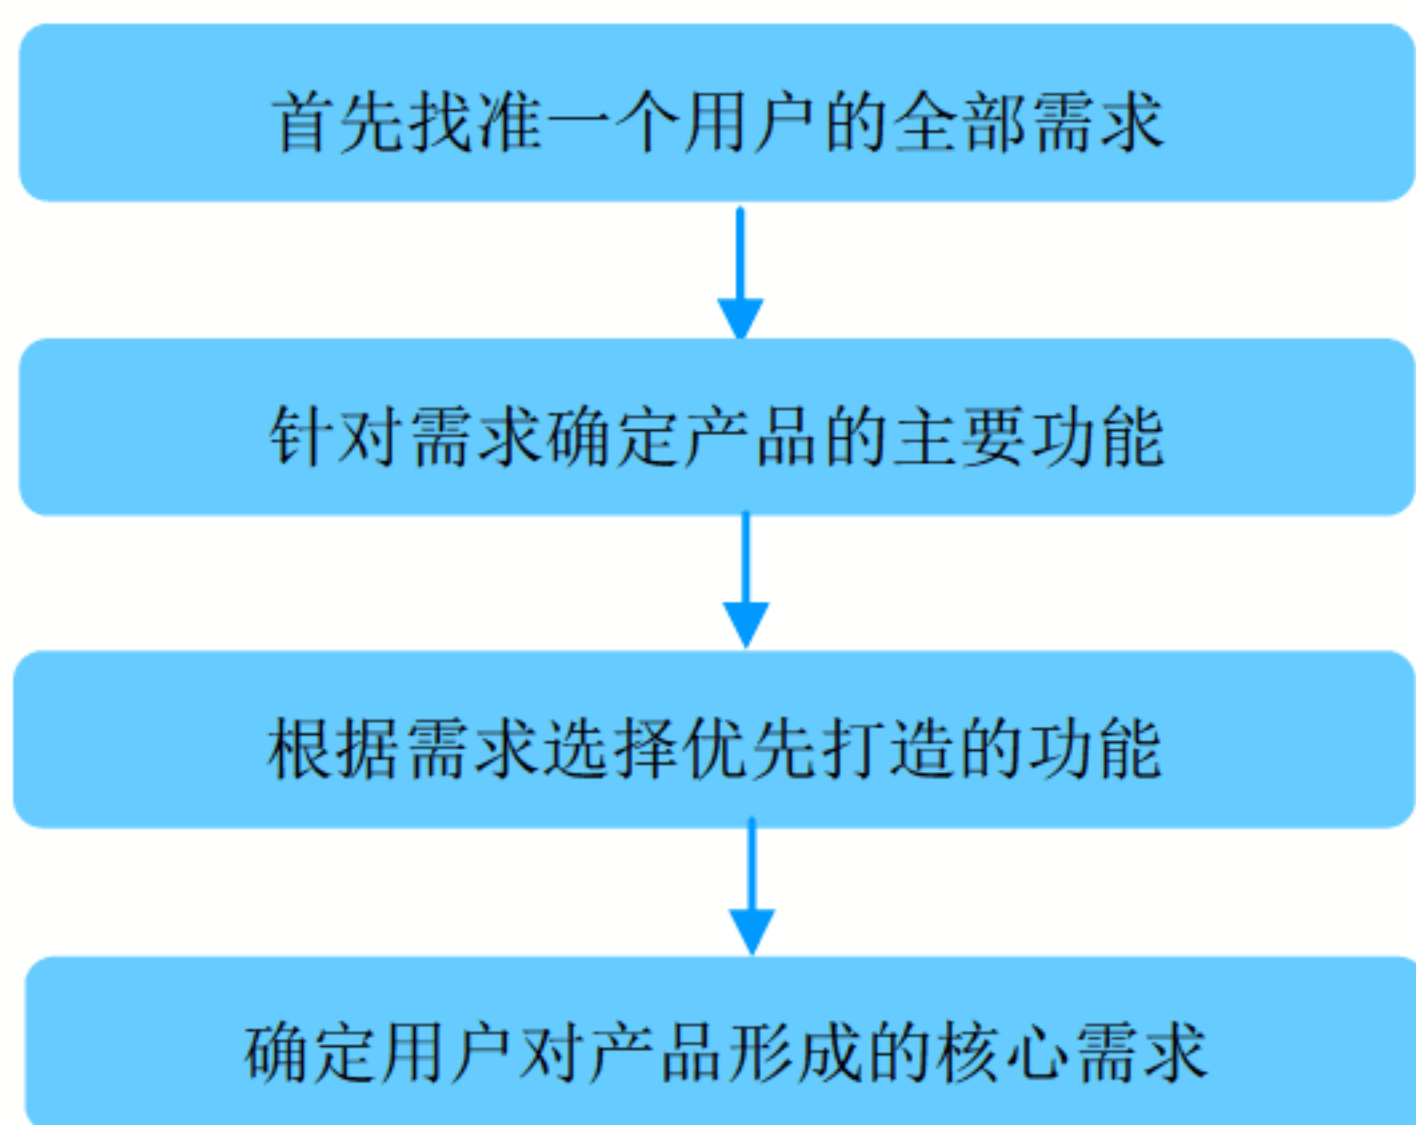 首先找准一个用户的全部需求
针对需求确定产品的主要功能
根据需求选择优先打造的功能
确定用户对产品形成的核心需求